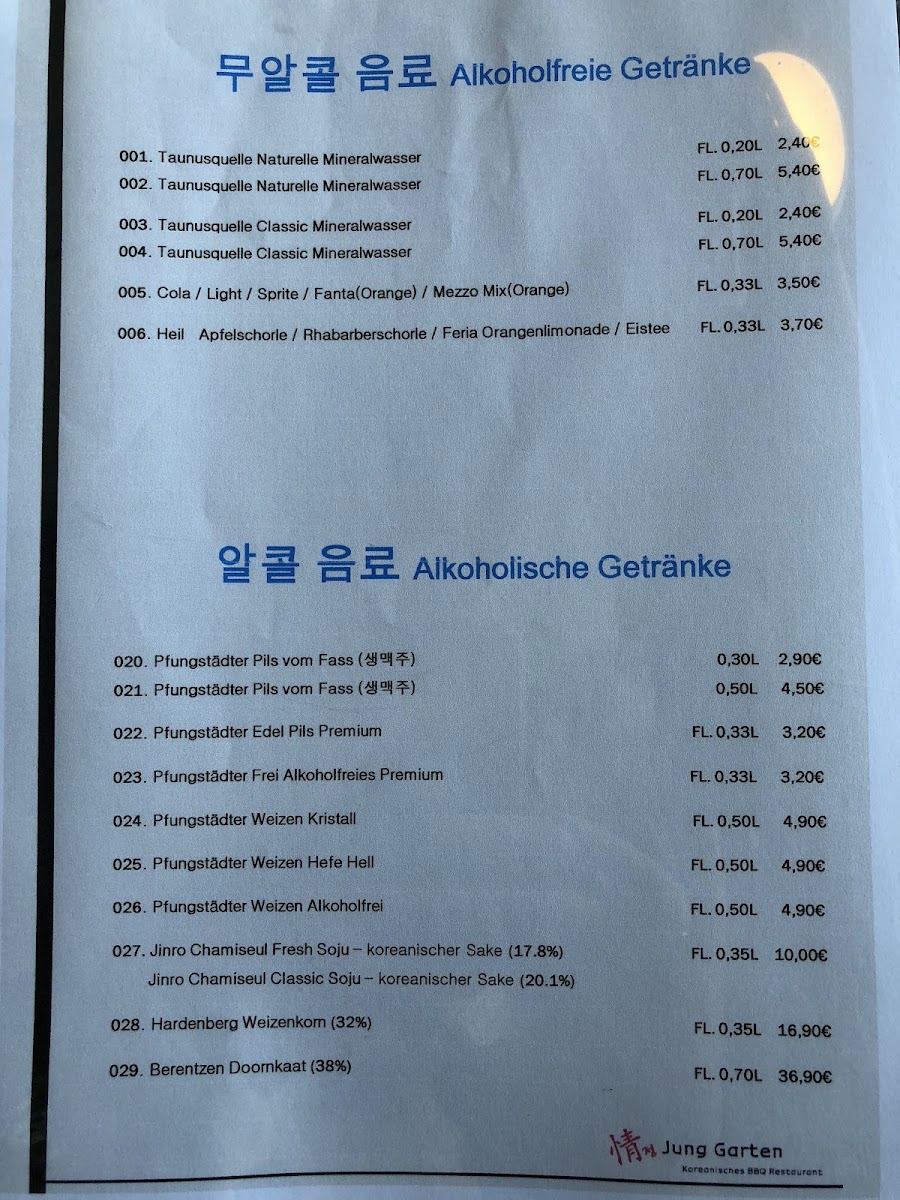 무알콜 음료 Alkoholfreie Getränke
001. Taunusquelle Naturelle Mineralwasser FL. 0,20L 2,40€
002. Taunusquelle Naturelle Mineralwasser FL. 0,70L 5,40€
003. Taunusquelle Classic Mineralwasser FL. 0,20L 2,40€
004. Taunusquelle Classic Mineralwasser FL. 0,70L 5,40€
005. Cola / Light / Sprite / Fanta(Orange) / Mezzo Mix(Orange) FL. 0,33L 3,50€
006. Heil Apfelschorle / Rhabarberschorle / Feria Orangenlimonade / Eistee FL. 0,33L 3,70€
알콜 음료 Alkoholische Getränke
020. Pfungstädter Pils vom Fass (생맥주) 0,30L 2,90€
021. Pfungstädter Pils vom Fass (생맥주) 0,50L 4,50€
022. Pfungstädter Edel Pils Premium FL. 0,33L 3,20€
023. Pfungstädter Frei Alkoholfreies Premium FL. 0,33L 3,20€
024. Pfungstädter Weizen Kristall FL. 0,50L 4,90€
025. Pfungstädter Weizen Hefe Hell FL. 0,50L 4,90€
026. Pfungstädter Weizen Alkoholfrei FL. 0,50L 4,90€
027. Jinro Chamiseul Fresh Soju – koreanischer Sake (17.8%) FL. 0,35L 10,00€
Jinro Chamiseul Classic Soju – koreanischer Sake (20.1%)
028. Hardenberg Weizenkorn (32%) FL. 0,35L 16,90€
029. Berentzen Doornkaat (38%) FL. 0,70L 36,90€
情정 Jung Garten
Koreanisches BBQ Restaurant